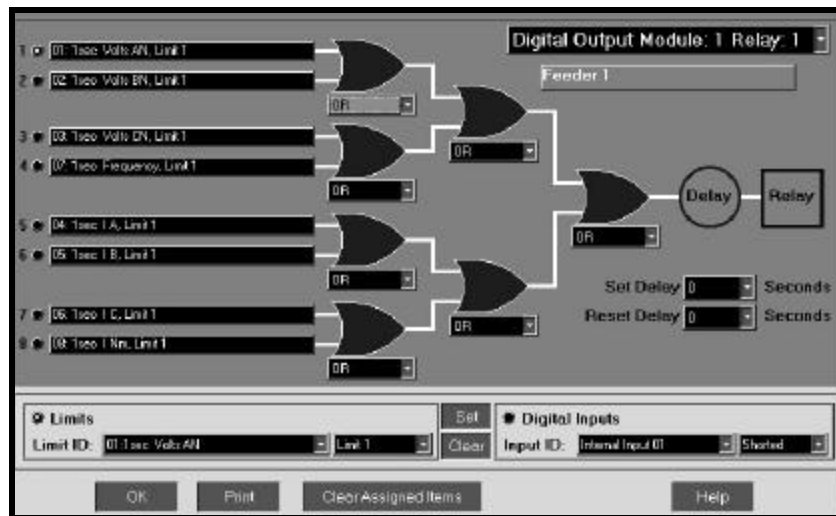 Digital Output Module: 1 Relay: 1
Feeder 1
1 01: 1sec Volts AN, Limit 1
2 02: 1sec Volts BN, Limit 1
OR
3 03: 1sec Volts CN, Limit 1
4 07: 1sec Frequency, Limit 1
OR
OR
5 04: 1sec I A, Limit 1
6 05: 1sec I B, Limit 1
OR
7 06: 1sec I C, Limit 1
8 08: 1sec I Nm, Limit 1
OR
OR
OR
Delay
Relay
Set Delay 0 Seconds
Reset Delay 0 Seconds
Limits
Limit ID: 01:1sec Volts AN Limit 1
Set
Clear
Digital Inputs
Input ID: Internal Input 01 Shorted
OK Print Clear Assigned Items Help